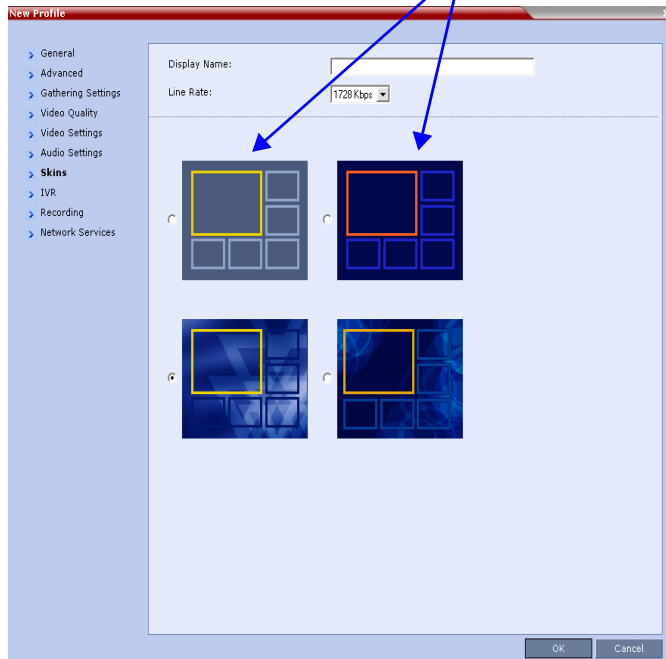 New Profile
General
Advanced
Gathering Settings
Video Quality
Video Settings
Audio Settings
Skins
IVR
Recording
Network Services
Display Name:
Line Rate:
1728 Kbps
OK
Cancel